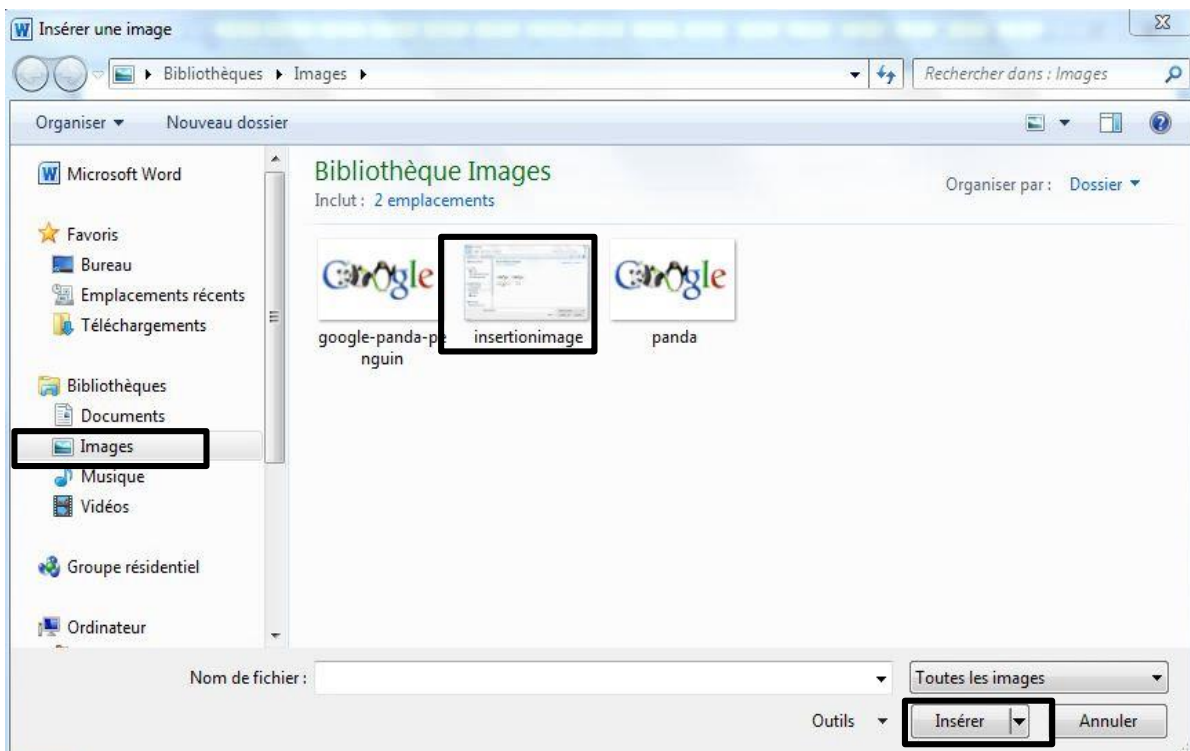 Insérer une image
Bibliothèques Images
Rechercher dans : Images
Organiser Nouveau dossier
Microsoft Word
Favoris
Bureau
Emplacements récents
Téléchargements
Bibliothèques
Documents
Images
Musique
Vidéos
Groupe résidentiel
Ordinateur
Bibliothèque Images
Inclut : 2 emplacements
Organiser par : Dossier
Google
Google
google-panda-pe
nguin
insertionimage
panda
Nom de fichier :
Toutes les images
Outils
Insérer
Annuler